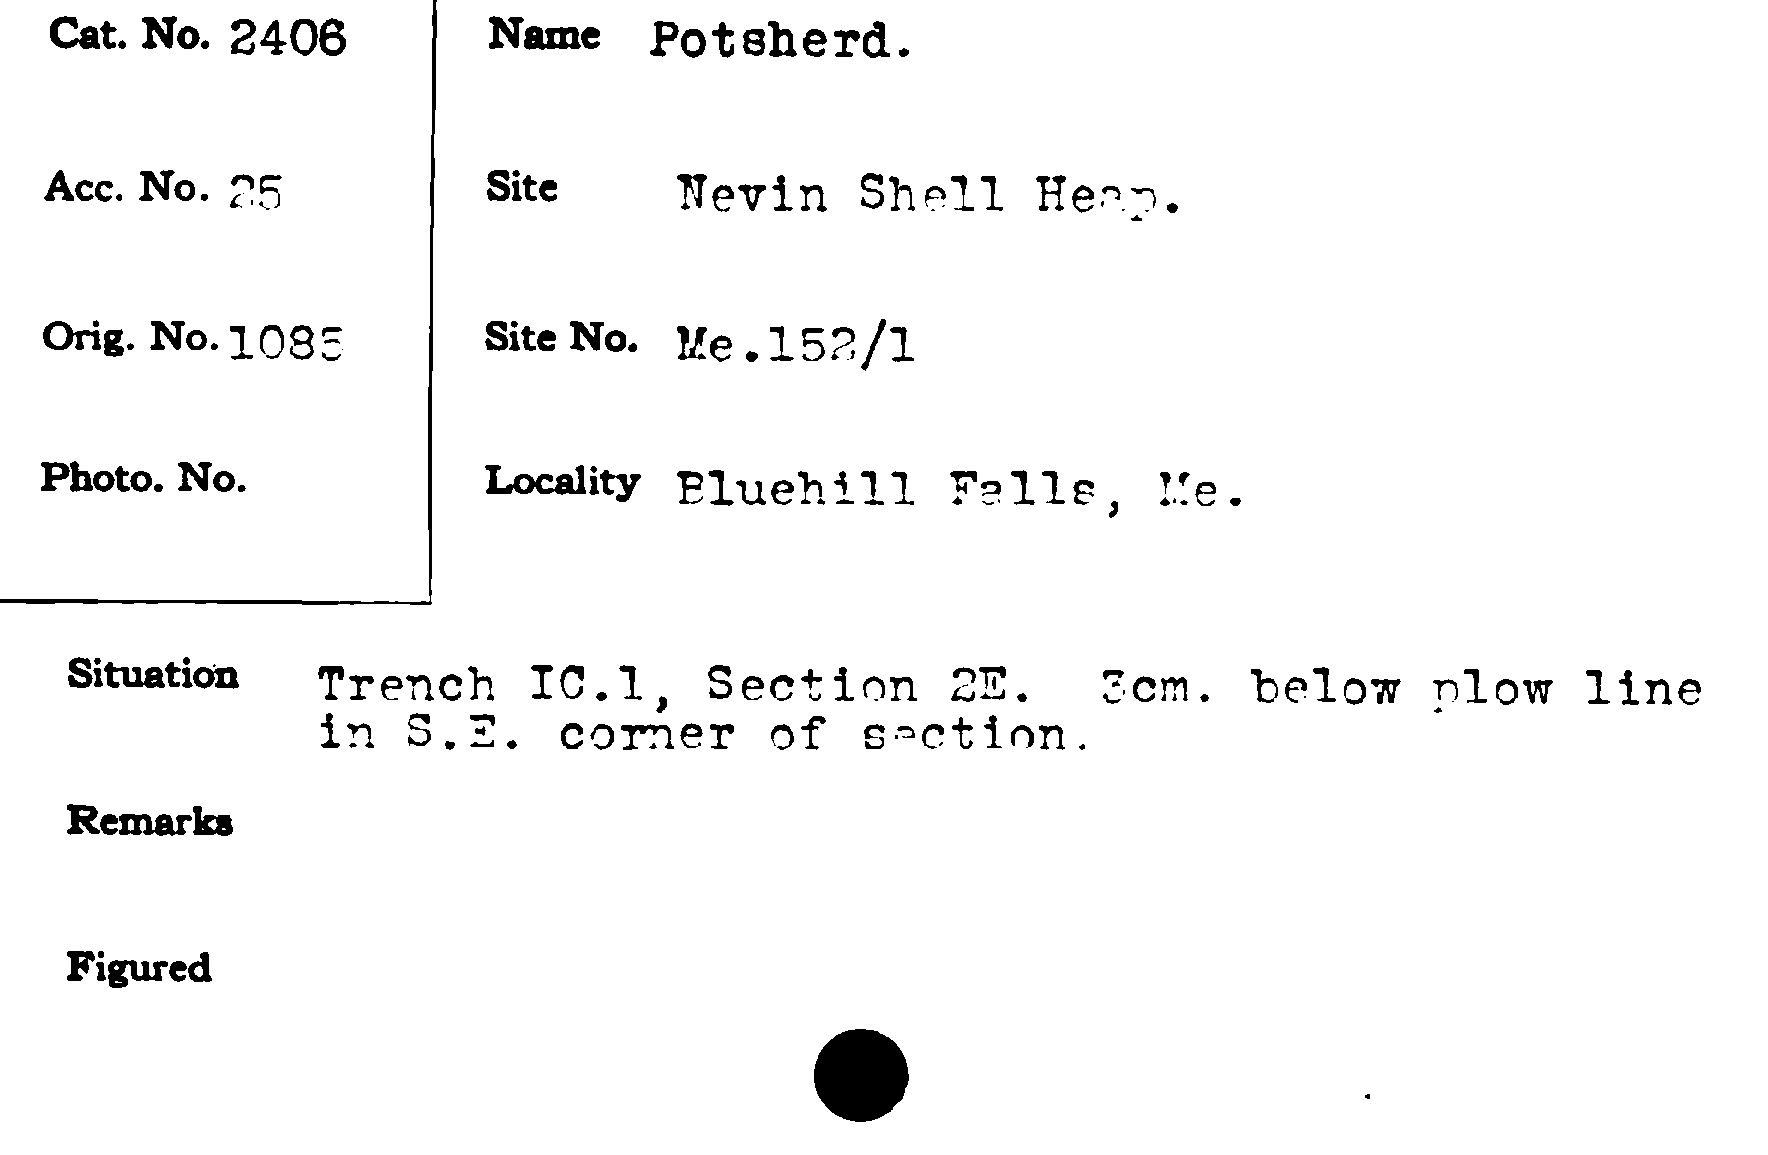 Cat. No. 2406
Name Potsherd.
Acc. No. 25
Site Nevin Shell Heap.
Orig. No. 1085
Site No. Me.152/1
Photo. No.
Locality Bluehill Falls, Me.
Situation Trench IC.1, Section 2E. 3cm. below plow line
in S.E. corner of section.
Remarks
Figured